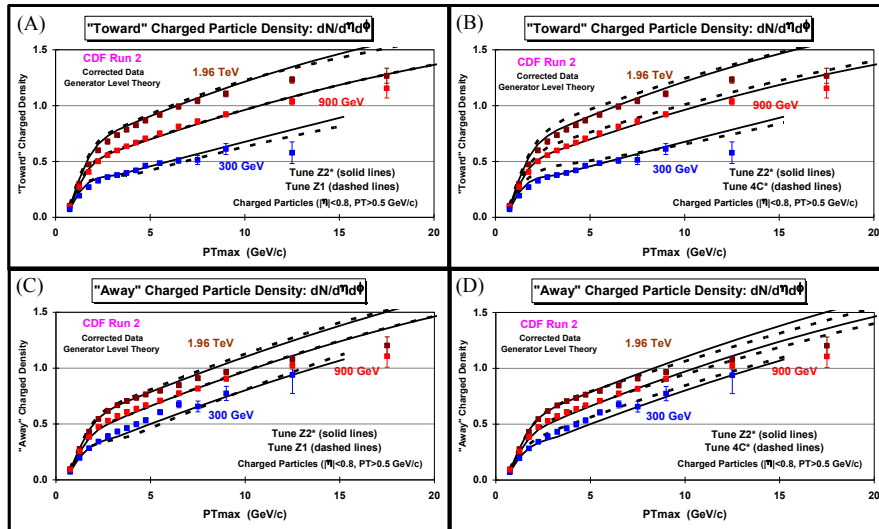 (A)
"Toward" Charged Particle Density: dN/dηdϕ
CDF Run 2
Corrected Data
Generator Level Theory
1.96 TeV
900 GeV
300 GeV
Tune Z2* (solid lines)
Tune Z1 (dashed lines)
Charged Particles (|η|<0.8, PT>0.5 GeV/c)
"Toward" Charged Density
1.5
1.0
0.5
0.0
0 5 10 15 20
PTmax (GeV/c)
(B)
"Toward" Charged Particle Density: dN/dηdϕ
CDF Run 2
Corrected Data
Generator Level Theory
1.96 TeV
900 GeV
300 GeV
Tune Z2* (solid lines)
Tune 4C* (dashed lines)
Charged Particles (|η|<0.8, PT>0.5 GeV/c)
"Toward" Charged Density
1.5
1.0
0.5
0.0
0 5 10 15 20
PTmax (GeV/c)
(C)
"Away" Charged Particle Density: dN/dηdϕ
CDF Run 2
Corrected Data
Generator Level Theory
1.96 TeV
900 GeV
300 GeV
Tune Z2* (solid lines)
Tune Z1 (dashed lines)
Charged Particles (|η|<0.8, PT>0.5 GeV/c)
"Away" Charged Density
1.5
1.0
0.5
0.0
0 5 10 15 20
PTmax (GeV/c)
(D)
"Away" Charged Particle Density: dN/dηdϕ
CDF Run 2
Corrected Data
Generator Level Theory
1.96 TeV
900 GeV
300 GeV
Tune Z2* (solid lines)
Tune 4C* (dashed lines)
Charged Particles (|η|<0.8, PT>0.5 GeV/c)
"Away" Charged Density
1.5
1.0
0.5
0.0
0 5 10 15 20
PTmax (GeV/c)